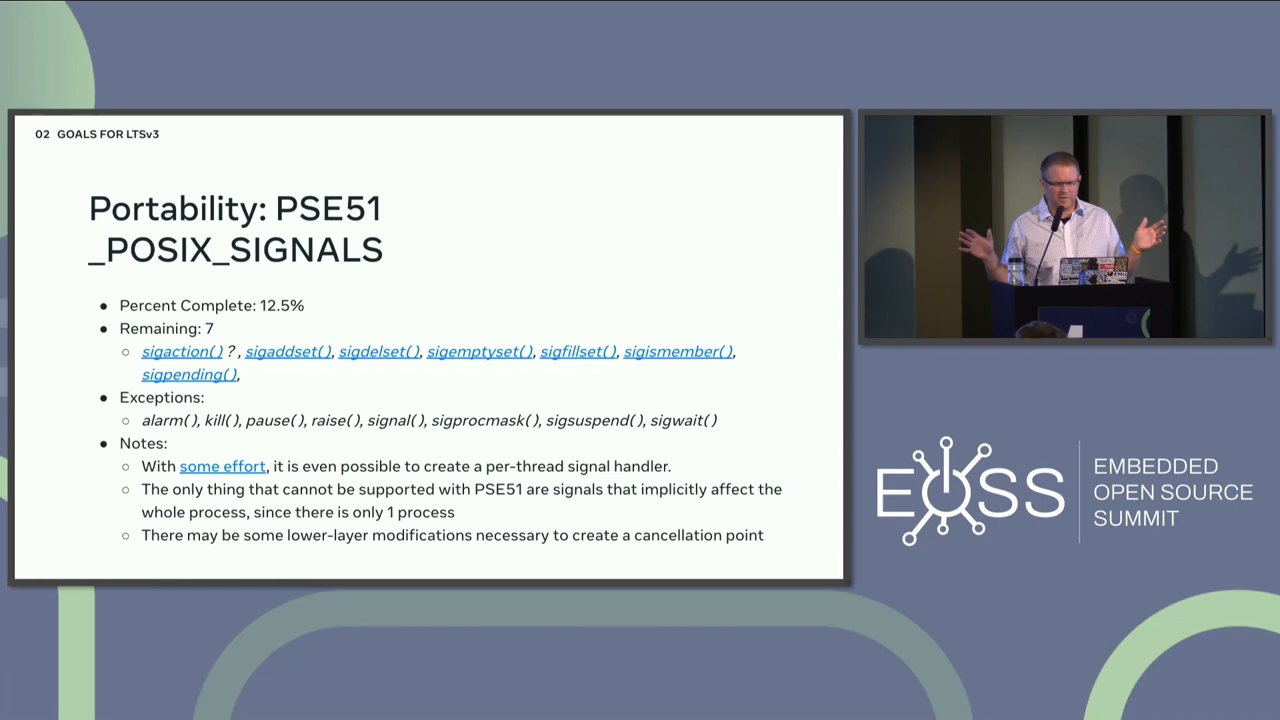 02 GOALS FOR LTSv3
Portability: PSE51
_POSIX_SIGNALS
● Percent Complete: 12.5%
● Remaining: 7
○ sigaction() ? , sigaddset(), sigdelset(), sigemptyset(), sigfillset(), sigismember(),
sigpending(),
● Exceptions:
○ alarm(), kill(), pause(), raise(), signal(), sigprocmask(), sigsuspend(), sigwait()
● Notes:
○ With some effort, it is even possible to create a per-thread signal handler.
○ The only thing that cannot be supported with PSE51 are signals that implicitly affect the
whole process, since there is only 1 process
○ There may be some lower-layer modifications necessary to create a cancellation point
EOSS
EMBEDDED
OPEN SOURCE
SUMMIT